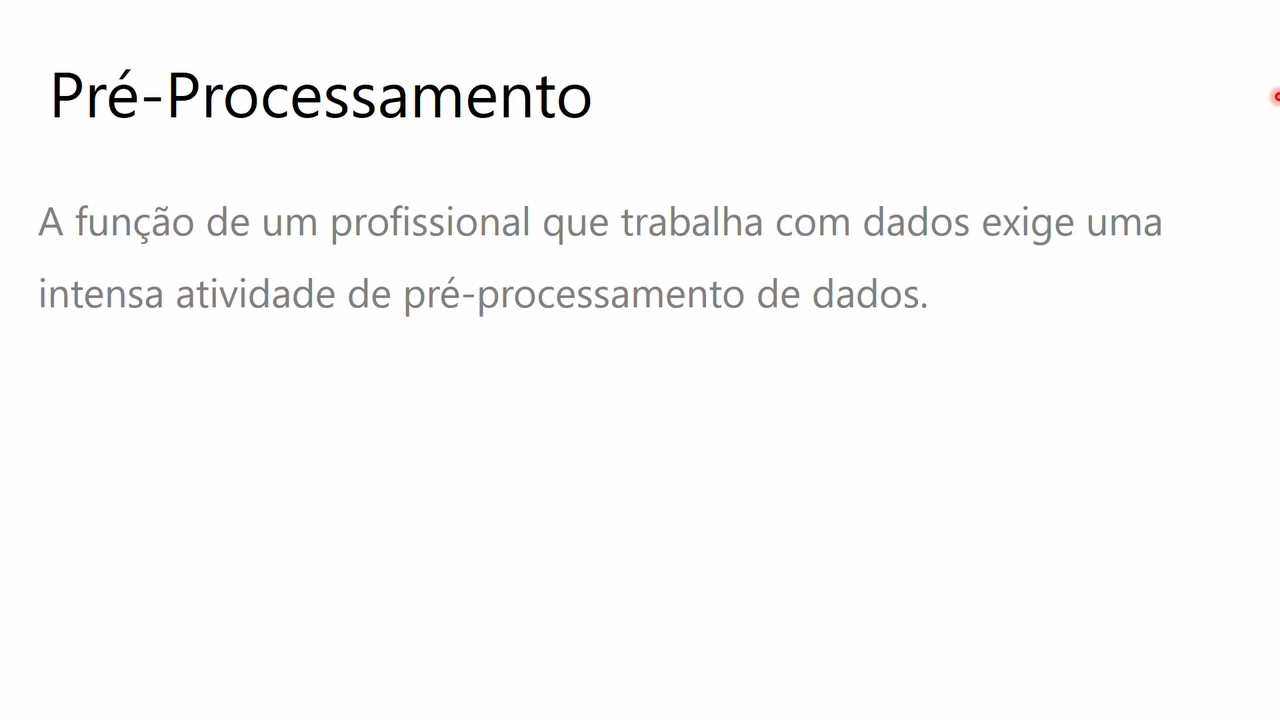 Pré-Processamento
A função de um profissional que trabalha com dados exige uma
intensa atividade de pré-processamento de dados.